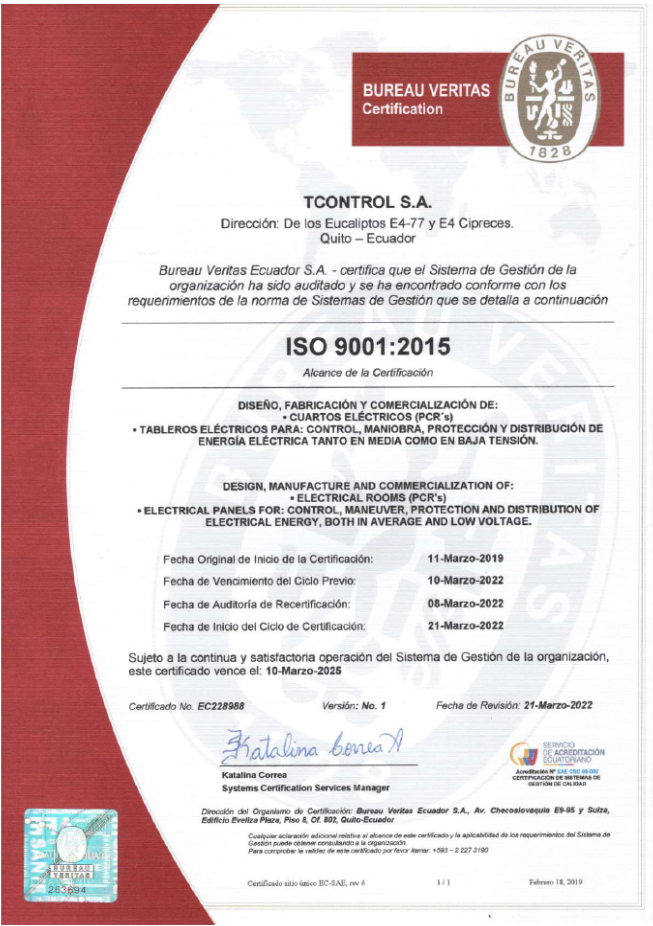 BUREAU VERITAS
Certification
BUREAU VERITAS
1828
TCONTROL S.A.
Dirección: De los Eucaliptos E4-77 y E4 Cipreces.
Quito – Ecuador
Bureau Veritas Ecuador S.A. - certifica que el Sistema de Gestión de la
organización ha sido auditado y se ha encontrado conforme con los
requerimientos de la norma de Sistemas de Gestión que se detalla a continuación
ISO 9001:2015
Alcance de la Certificación
DISEÑO, FABRICACIÓN Y COMERCIALIZACIÓN DE:
• CUARTOS ELÉCTRICOS (PCR´s)
• TABLEROS ELÉCTRICOS PARA: CONTROL, MANIOBRA, PROTECCIÓN Y DISTRIBUCIÓN DE
ENERGÍA ELÉCTRICA TANTO EN MEDIA COMO EN BAJA TENSIÓN.
DESIGN, MANUFACTURE AND COMMERCIALIZATION OF:
• ELECTRICAL ROOMS (PCR's)
• ELECTRICAL PANELS FOR: CONTROL, MANEUVER, PROTECTION AND DISTRIBUTION OF
ELECTRICAL ENERGY, BOTH IN AVERAGE AND LOW VOLTAGE.
Fecha Original de Inicio de la Certificación: 11-Marzo-2019
Fecha de Vencimiento del Ciclo Previo: 10-Marzo-2022
Fecha de Auditoría de Recertificación: 08-Marzo-2022
Fecha de Inicio del Ciclo de Certificación: 21-Marzo-2022
Sujeto a la continua y satisfactoria operación del Sistema de Gestión de la organización,
este certificado vence el: 10-Marzo-2025
Certificado No. EC228988 Versión: No. 1 Fecha de Revisión: 21-Marzo-2022
Katalina Correa A
Katalina Correa
Systems Certification Services Manager
SERVICIO
DE ACREDITACIÓN
ECUATORIANO
Acreditación N° SAE CSC 05-002
CERTIFICACIÓN DE SISTEMAS DE
GESTIÓN DE CALIDAD
Dirección del Organismo de Certificación: Bureau Veritas Ecuador S.A., Av. Checoslovaquia E9-95 y Suiza,
Edificio Eveliza Plaza, Piso 8, Of. 802, Quito-Ecuador
Cualquier aclaración adicional relativa al alcance de este certificado y la aplicabilidad de los requerimientos del Sistema de
Gestión puede obtener consultando a la organización.
Para comprobar la validez de este certificado por favor llamar: +593 – 2 227 3190
BUREAU
VERITAS
263694
Certificado sitio único EC-SAE, rev 6 1 / 1 Febrero 18, 2019